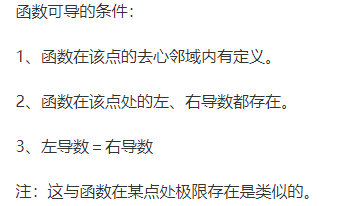 函数可导的条件：
1、函数在该点的去心邻域内有定义。
2、函数在该点处的左、右导数都存在。
3、左导数＝右导数
注：这与函数在某点处极限存在是类似的。